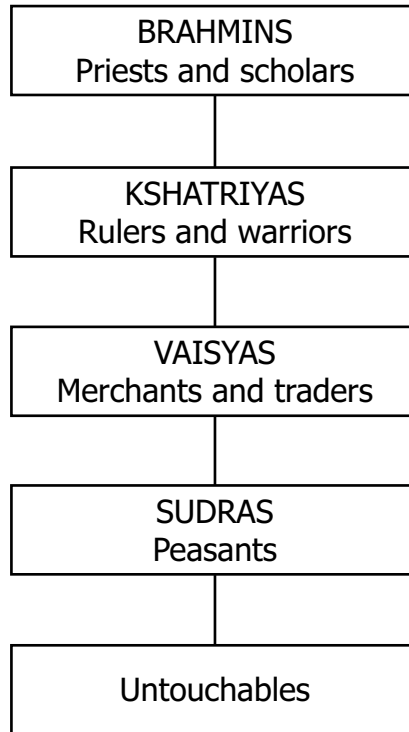 BRAHMINS
Priests and scholars
KSHATRIYAS
Rulers and warriors
VAISYAS
Merchants and traders
SUDRAS
Peasants
Untouchables